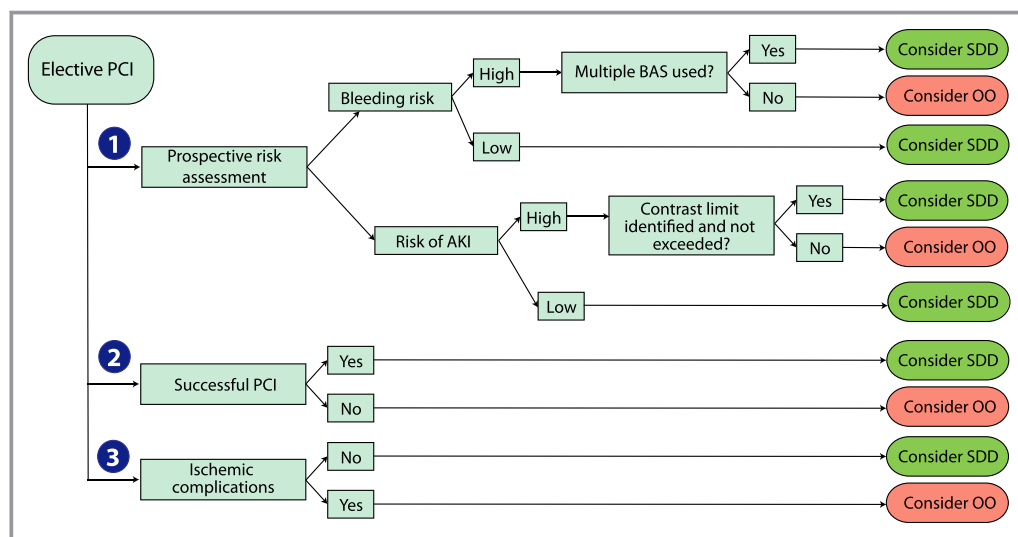 Elective PCI
1
Prospective risk
assessment
Bleeding risk
High
Multiple BAS used?
Yes
Consider SDD
No
Consider OO
Low
Consider SDD
Risk of AKI
High
Contrast limit
identified and not
exceeded?
Yes
Consider SDD
No
Consider OO
Low
Consider SDD
2
Successful PCI
Yes
Consider SDD
No
Consider OO
3
Ischemic
complications
No
Consider SDD
Yes
Consider OO